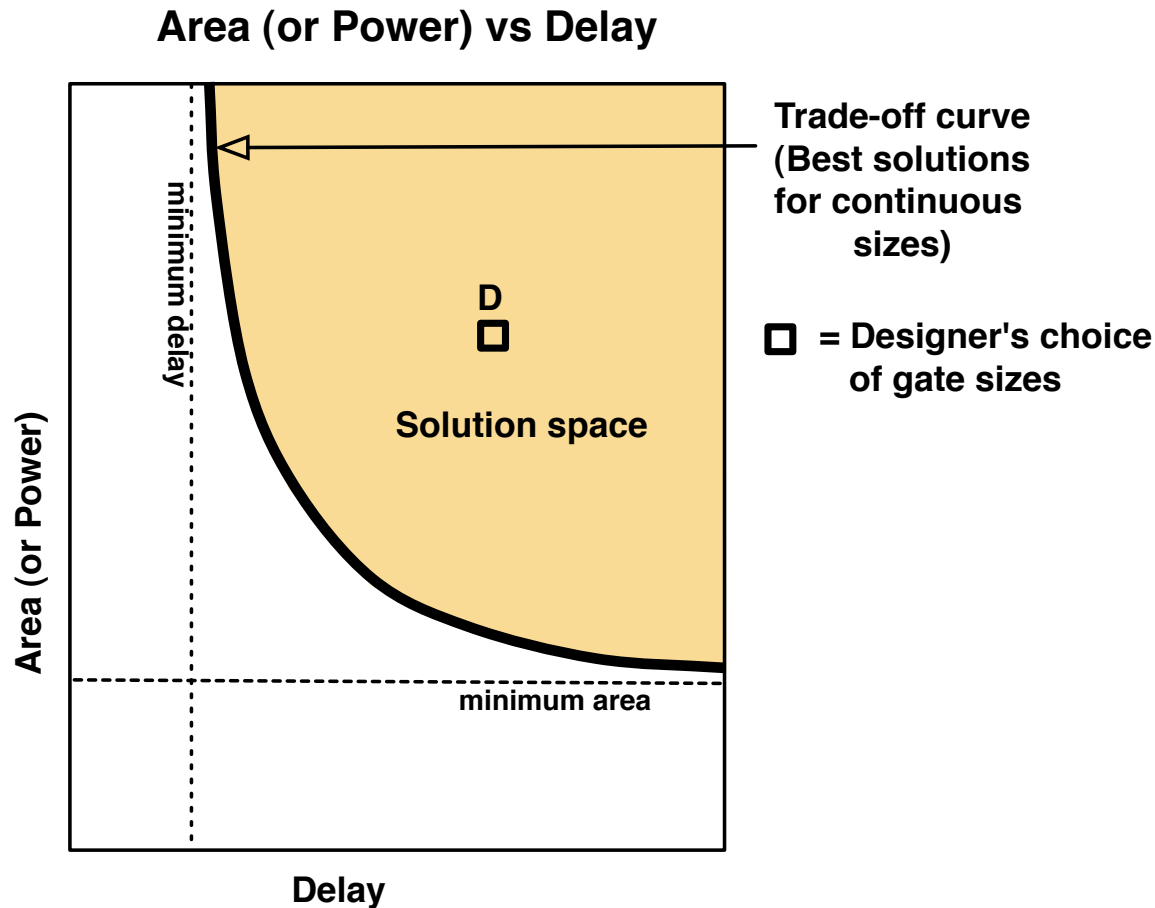 Area (or Power) vs Delay
Trade-off curve
(Best solutions
for continuous
sizes)
minimum delay
D
= Designer's choice
of gate sizes
Solution space
Area (or Power)
minimum area
Delay